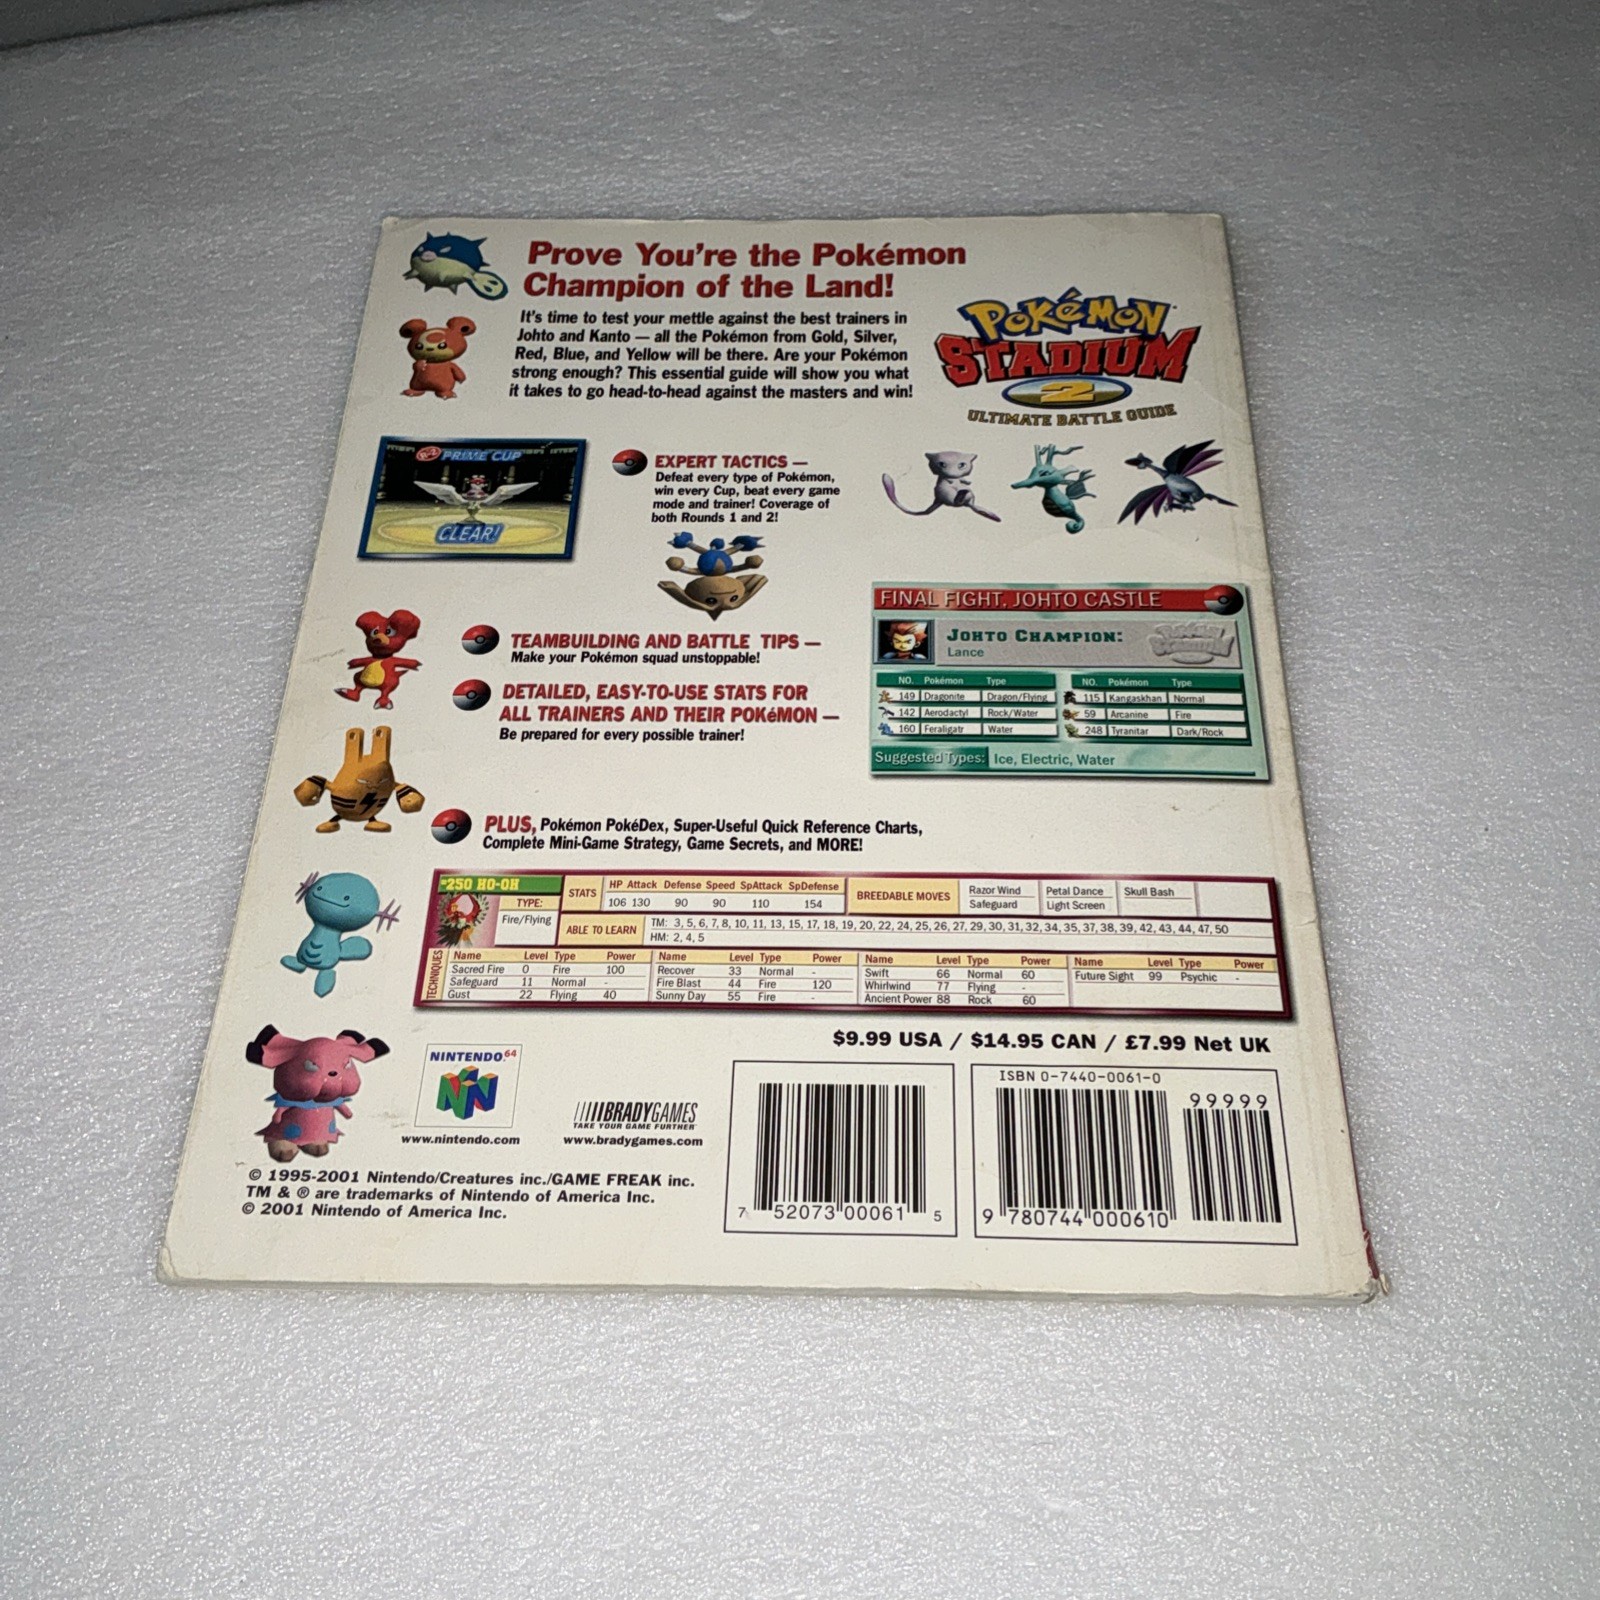 Prove You're the Pokémon
Champion of the Land!
It's time to test your mettle against the best trainers in
Johto and Kanto — all the Pokémon from Gold, Silver,
Red, Blue, and Yellow will be there. Are your Pokémon
strong enough? This essential guide will show you what
it takes to go head-to-head against the masters and win!
POKéMON
STADIUM
2
ULTIMATE BATTLE GUIDE
R-2 PRIME CUP
CLEAR!
EXPERT TACTICS —
Defeat every type of Pokémon,
win every Cup, beat every game
mode and trainer! Coverage of
both Rounds 1 and 2!
TEAMBUILDING AND BATTLE TIPS —
Make your Pokémon squad unstoppable!
DETAILED, EASY-TO-USE STATS FOR
ALL TRAINERS AND THEIR POKéMON —
Be prepared for every possible trainer!
FINAL FIGHT, JOHTO CASTLE
JOHTO CHAMPION:
Lance
NO. Pokémon Type NO. Pokémon Type
149 Dragonite Dragon/Flying 115 Kangaskhan Normal
142 Aerodactyl Rock/Water 59 Arcanine Fire
160 Feraligatr Water 248 Tyranitar Dark/Rock
Suggested Types: Ice, Electric, Water
PLUS, Pokémon PokéDex, Super-Useful Quick Reference Charts,
Complete Mini-Game Strategy, Game Secrets, and MORE!
#250 HO-OH
TYPE:
Fire/Flying
STATS
HP Attack Defense Speed SpAttack SpDefense
106 130 90 90 110 154
BREEDABLE MOVES
Razor Wind Petal Dance Skull Bash
Safeguard Light Screen
ABLE TO LEARN
TM: 3, 5, 6, 7, 8, 10, 11, 13, 15, 17, 18, 19, 20, 22, 24, 25, 26, 27, 29, 30, 31, 32, 34, 35, 37, 38, 39, 42, 43, 44, 47, 50
HM: 2, 4, 5
TECHNIQUES
Name Level Type Power Name Level Type Power Name Level Type Power Name Level Type Power
Sacred Fire 0 Fire 100 Recover 33 Normal - Swift 66 Normal 60 Future Sight 99 Psychic -
Safeguard 11 Normal - Fire Blast 44 Fire 120 Whirlwind 77 Flying -
Gust 22 Flying 40 Sunny Day 55 Fire - Ancient Power 88 Rock 60
$9.99 USA / $14.95 CAN / £7.99 Net UK
NINTENDO64
www.nintendo.com
BRADYGAMES
TAKE YOUR GAME FURTHER
www.bradygames.com
© 1995-2001 Nintendo/Creatures inc./GAME FREAK inc.
TM & ® are trademarks of Nintendo of America Inc.
© 2001 Nintendo of America Inc.
7 52073 00061 5
ISBN 0-7440-0061-0
99999
9 780744 000610